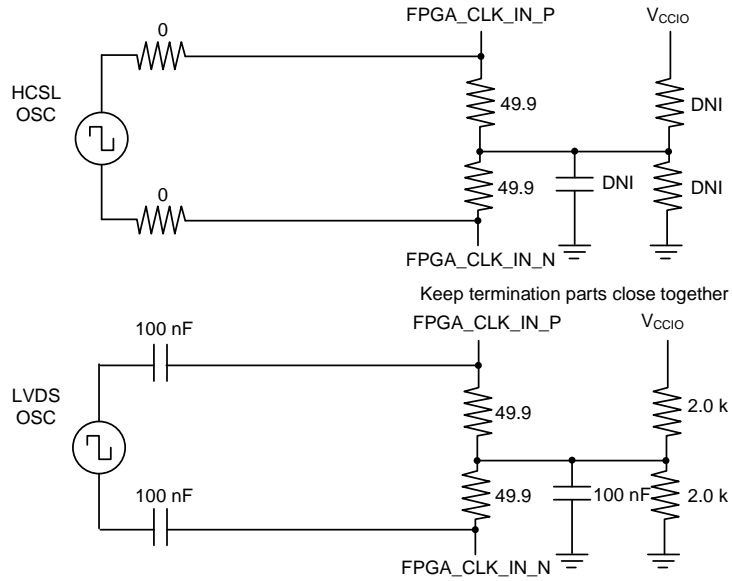 FPGA_CLK_IN_P
VCCIO
0
HCSL
OSC
49.9
DNI
0
49.9
DNI
DNI
FPGA_CLK_IN_N
Keep termination parts close together
FPGA_CLK_IN_P
VCCIO
100 nF
LVDS
OSC
49.9
2.0 k
100 nF
49.9
100 nF
2.0 k
FPGA_CLK_IN_N